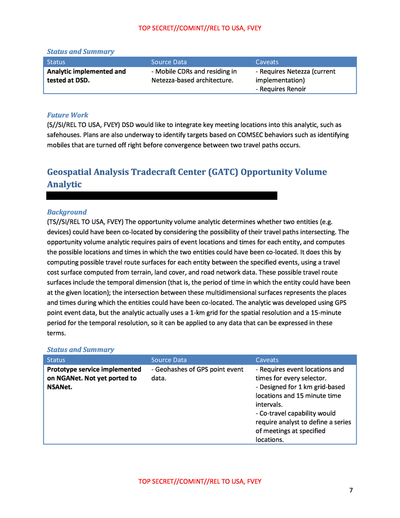 TOP SECRET//COMINT//REL TO USA, FVEY
Status and Summary
Status Source Data Caveats
Analytic implemented and - Mobile CDRs and residing in - Requires Netezza (current
tested at DSD. Netezza-based architecture. implementation)
- Requires Renoir
Future Work
(S//SI/REL TO USA, FVEY) DSD would like to integrate key meeting locations into this analytic, such as
safehouses. Plans are also underway to identify targets based on COMSEC behaviors such as identifying
mobiles that are turned off right before convergence between two travel paths occurs.
Geospatial Analysis Tradecraft Center (GATC) Opportunity Volume
Analytic
Background
(TS//SI/REL TO USA, FVEY) The opportunity volume analytic determines whether two entities (e.g.
devices) could have been co-located by considering the possibility of their travel paths intersecting. The
opportunity volume analytic requires pairs of event locations and times for each entity, and computes
the possible locations and times in which the two entities could have been co-located. It does this by
computing possible travel route surfaces for each entity between the specified events, using a travel
cost surface computed from terrain, land cover, and road network data. These possible travel route
surfaces include the temporal dimension (that is, the period of time in which the entity could have been
at the given location); the intersection between these multidimensional surfaces represents the places
and times during which the entities could have been co-located. The analytic was developed using GPS
point event data, but the analytic actually uses a 1-km grid for the spatial resolution and a 15-minute
period for the temporal resolution, so it can be applied to any data that can be expressed in these
terms.
Status and Summary
Status Source Data Caveats
Prototype service implemented - Geohashes of GPS point event - Requires event locations and
on NGANet. Not yet ported to data. times for every selector.
NSANet. - Designed for 1 km grid-based
locations and 15 minute time
intervals.
- Co-travel capability would
require analyst to define a series
of meetings at specified
locations.
TOP SECRET//COMINT//REL TO USA, FVEY
7